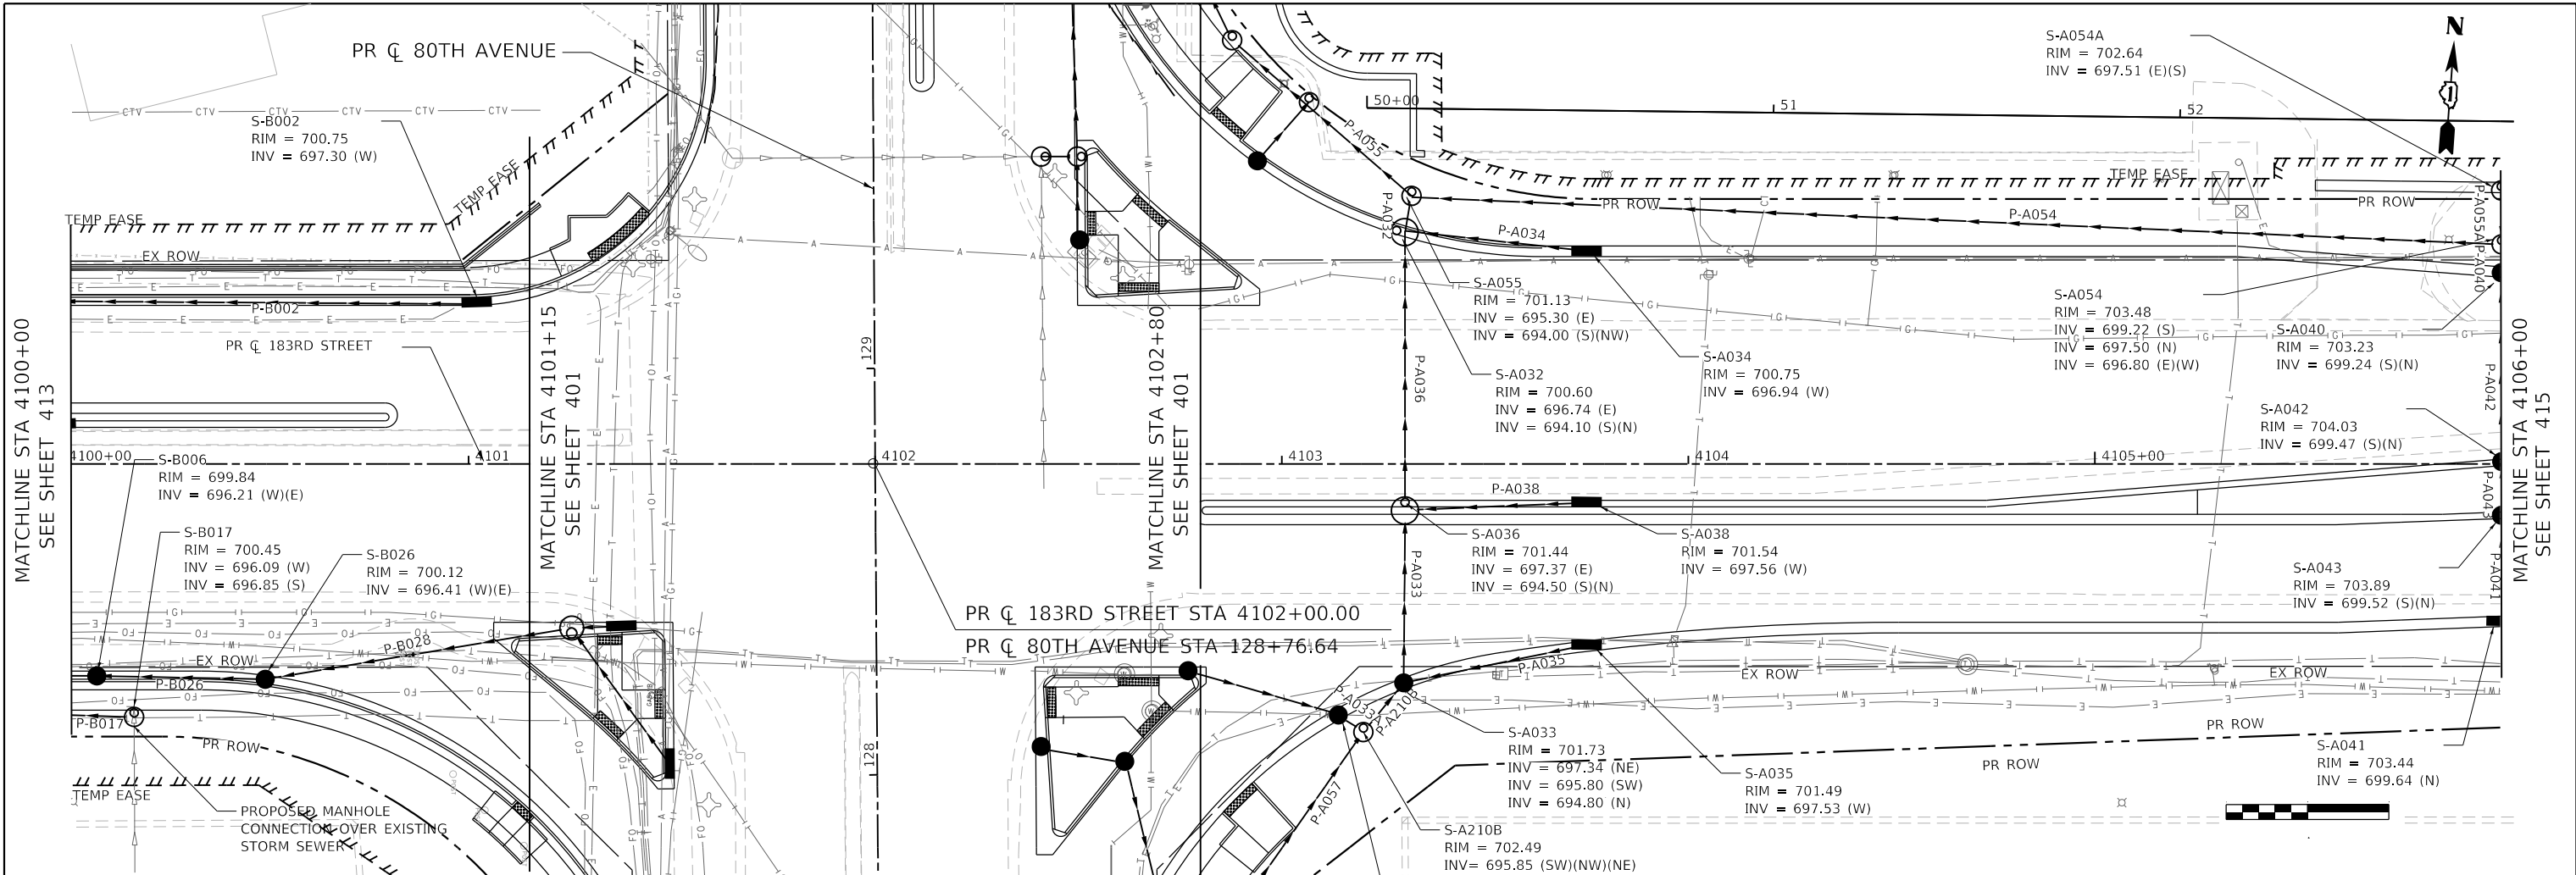 PR ℄ 80TH AVENUE
S-A054A
RIM = 702.64
INV = 697.51 (E)(S)
N
CTV CTV CTV CTV CTV CTV
S-B002
RIM = 700.75
INV = 697.30 (W)
50+00
51
52
P-A055
TEMP EASE
TEMP EASE
TEMP EASE
PR ROW
PR ROW
P-A054
P-A055A
P-A032
P-A034
P-A040
EX ROW
P-B002
PR ℄ 183RD STREET
S-A055
RIM = 701.13
INV = 695.30 (E)
INV = 694.00 (S)(NW)
S-A054
RIM = 703.48
INV = 699.22 (S)
INV = 697.50 (N)
INV = 696.80 (E)(W)
S-A040
RIM = 703.23
INV = 699.24 (S)(N)
S-A034
RIM = 700.75
INV = 696.94 (W)
S-A032
RIM = 700.60
INV = 696.74 (E)
INV = 694.10 (S)(N)
P-A036
P-A042
129
MATCHLINE STA 4100+00
SEE SHEET 413
MATCHLINE STA 4101+15
SEE SHEET 401
MATCHLINE STA 4102+80
SEE SHEET 401
MATCHLINE STA 4106+00
SEE SHEET 415
S-A042
RIM = 704.03
INV = 699.47 (S)(N)
4100+00
4101
4102
4103
4104
4105+00
S-B006
RIM = 699.84
INV = 696.21 (W)(E)
P-A038
P-A043
S-B017
RIM = 700.45
INV = 696.09 (W)
INV = 696.85 (S)
S-B026
RIM = 700.12
INV = 696.41 (W)(E)
S-A036
RIM = 701.44
INV = 697.37 (E)
INV = 694.50 (S)(N)
S-A038
RIM = 701.54
INV = 697.56 (W)
S-A043
RIM = 703.89
INV = 699.52 (S)(N)
P-A033
P-A041
PR ℄ 183RD STREET STA 4102+00.00
PR ℄ 80TH AVENUE STA 128+76.64
P-B028
EX ROW
P-B026
P-B017
P-A035
EX ROW
EX ROW
PR ROW
PR ROW
PR ROW
P-A210B
128
S-A033
RIM = 701.73
INV = 697.34 (NE)
INV = 695.80 (SW)
INV = 694.80 (N)
S-A035
RIM = 701.49
INV = 697.53 (W)
S-A041
RIM = 703.44
INV = 699.64 (N)
TEMP EASE
PROPOSED MANHOLE
CONNECTION OVER EXISTING
STORM SEWER
P-A057
S-A210B
RIM = 702.49
INV= 695.85 (SW)(NW)(NE)